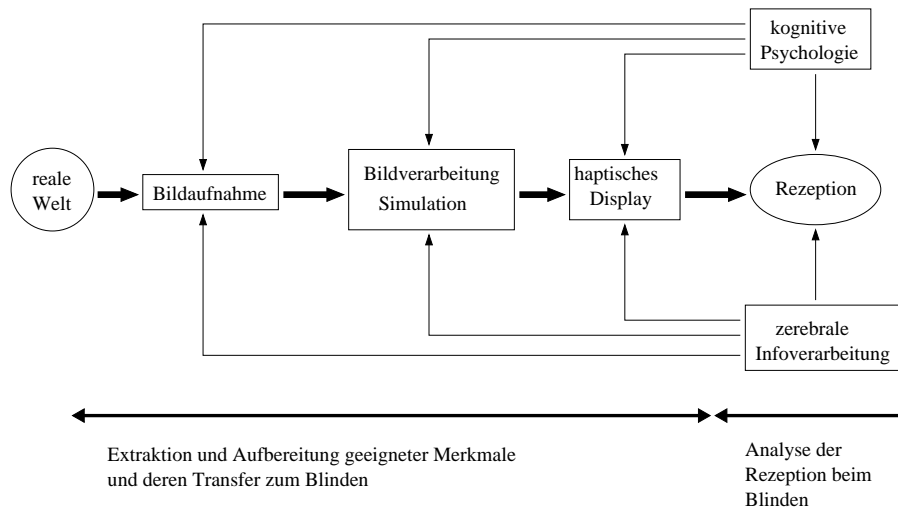 kognitive
Psychologie
reale
Welt
Bildaufnahme
Bildverarbeitung
Simulation
haptisches
Display
Rezeption
zerebrale
Infoverarbeitung
Extraktion und Aufbereitung geeigneter Merkmale
und deren Transfer zum Blinden
Analyse der
Rezeption beim
Blinden